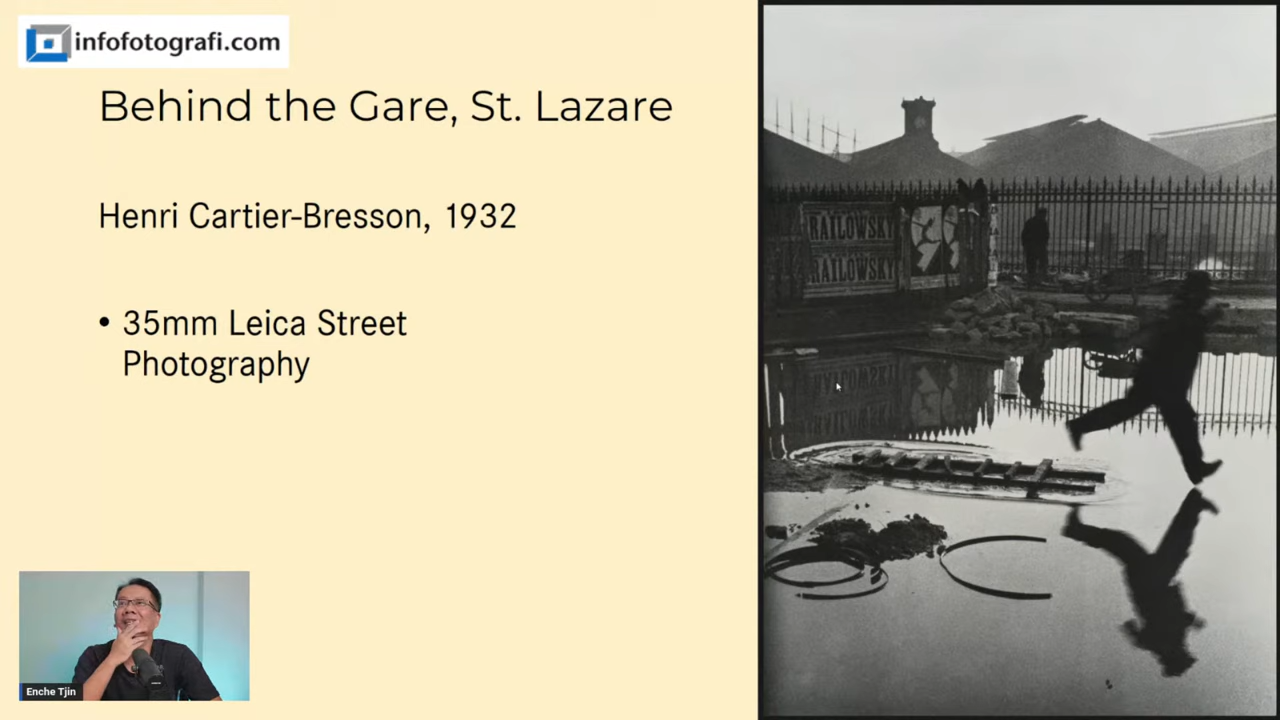 infofotografi.com
Behind the Gare, St. Lazare
Henri Cartier-Bresson, 1932
• 35mm Leica Street
Photography
RAILOWSKY
RAILOWSKY
Enche Tjin